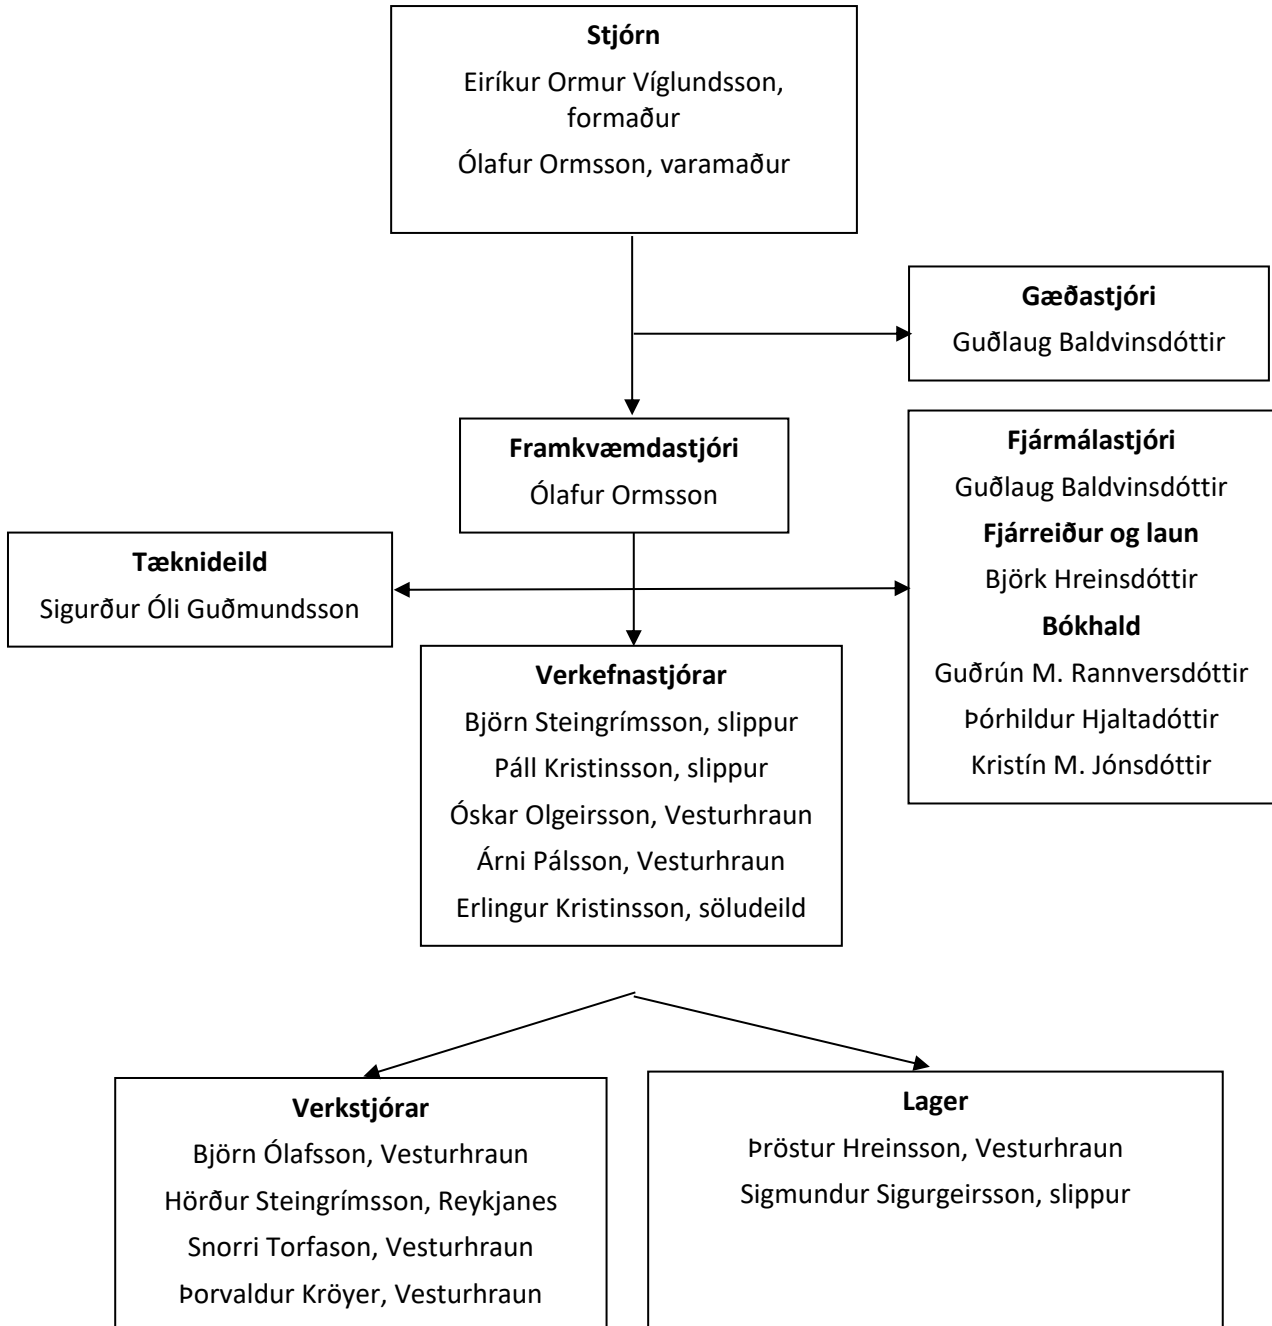 Stjórn
Eiríkur Ormur Víglundsson,
formaður
Ólafur Ormsson, varamaður
Gæðastjóri
Guðlaug Baldvinsdóttir
Framkvæmdastjóri
Ólafur Ormsson
Fjármálastjóri
Guðlaug Baldvinsdóttir
Fjárreiður og laun
Björk Hreinsdóttir
Bókhald
Guðrún M. Rannversdóttir
Þórhildur Hjaltadóttir
Kristín M. Jónsdóttir
Tæknideild
Sigurður Óli Guðmundsson
Verkefnastjórar
Björn Steingrímsson, slippur
Páll Kristinsson, slippur
Óskar Olgeirsson, Vesturhraun
Árni Pálsson, Vesturhraun
Erlingur Kristinsson, söludeild
Verkstjórar
Björn Ólafsson, Vesturhraun
Hörður Steingrímsson, Reykjanes
Snorri Torfason, Vesturhraun
Þorvaldur Kröyer, Vesturhraun
Lager
Þröstur Hreinsson, Vesturhraun
Sigmundur Sigurgeirsson, slippur